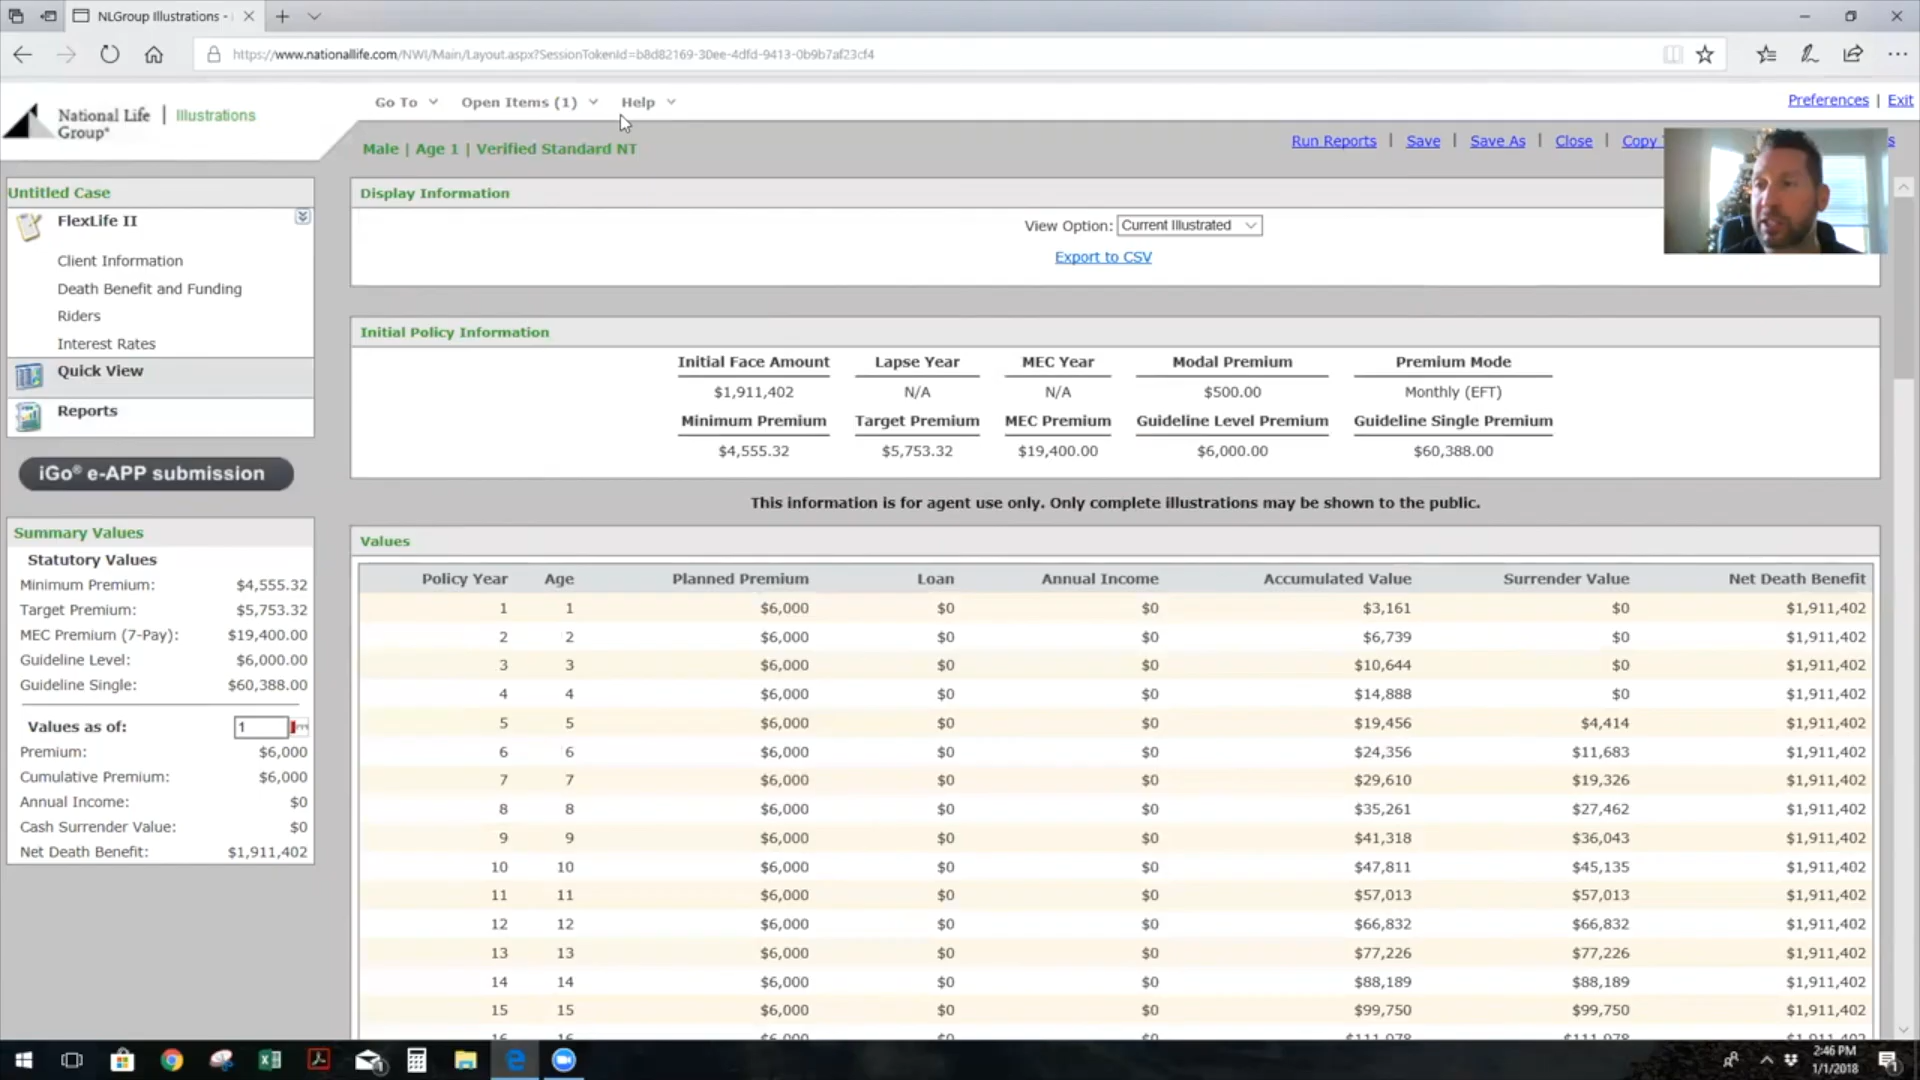 NLGroup Illustrations -
https://www.nationallife.com/NWI/Main/Layout.aspx?SessionTokenId=b8d82169-30ee-4dfd-9413-0b9b7af23cf4
National Life Group® | Illustrations
Go To Open Items (1) Help
Preferences | Exit
Male | Age 1 | Verified Standard NT
Run Reports | Save | Save As | Close | Copy
Untitled Case
FlexLife II
Client Information
Death Benefit and Funding
Riders
Interest Rates
Quick View
Reports
iGo® e-APP submission
Summary Values
Statutory Values
Minimum Premium: $4,555.32
Target Premium: $5,753.32
MEC Premium (7-Pay): $19,400.00
Guideline Level: $6,000.00
Guideline Single: $60,388.00
Values as of: 1
Premium: $6,000
Cumulative Premium: $6,000
Annual Income: $0
Cash Surrender Value: $0
Net Death Benefit: $1,911,402
Display Information
View Option: Current Illustrated
Export to CSV
Initial Policy Information
Initial Face Amount Lapse Year MEC Year Modal Premium Premium Mode
$1,911,402 N/A N/A $500.00 Monthly (EFT)
Minimum Premium Target Premium MEC Premium Guideline Level Premium Guideline Single Premium
$4,555.32 $5,753.32 $19,400.00 $6,000.00 $60,388.00
This information is for agent use only. Only complete illustrations may be shown to the public.
Values
Policy Year Age Planned Premium Loan Annual Income Accumulated Value Surrender Value Net Death Benefit
1 1 $6,000 $0 $0 $3,161 $0 $1,911,402
2 2 $6,000 $0 $0 $6,739 $0 $1,911,402
3 3 $6,000 $0 $0 $10,644 $0 $1,911,402
4 4 $6,000 $0 $0 $14,888 $0 $1,911,402
5 5 $6,000 $0 $0 $19,456 $4,414 $1,911,402
6 6 $6,000 $0 $0 $24,356 $11,683 $1,911,402
7 7 $6,000 $0 $0 $29,610 $19,326 $1,911,402
8 8 $6,000 $0 $0 $35,261 $27,462 $1,911,402
9 9 $6,000 $0 $0 $41,318 $36,043 $1,911,402
10 10 $6,000 $0 $0 $47,811 $45,135 $1,911,402
11 11 $6,000 $0 $0 $57,013 $57,013 $1,911,402
12 12 $6,000 $0 $0 $66,832 $66,832 $1,911,402
13 13 $6,000 $0 $0 $77,226 $77,226 $1,911,402
14 14 $6,000 $0 $0 $88,189 $88,189 $1,911,402
15 15 $6,000 $0 $0 $99,750 $99,750 $1,911,402
2:46 PM
1/1/2018